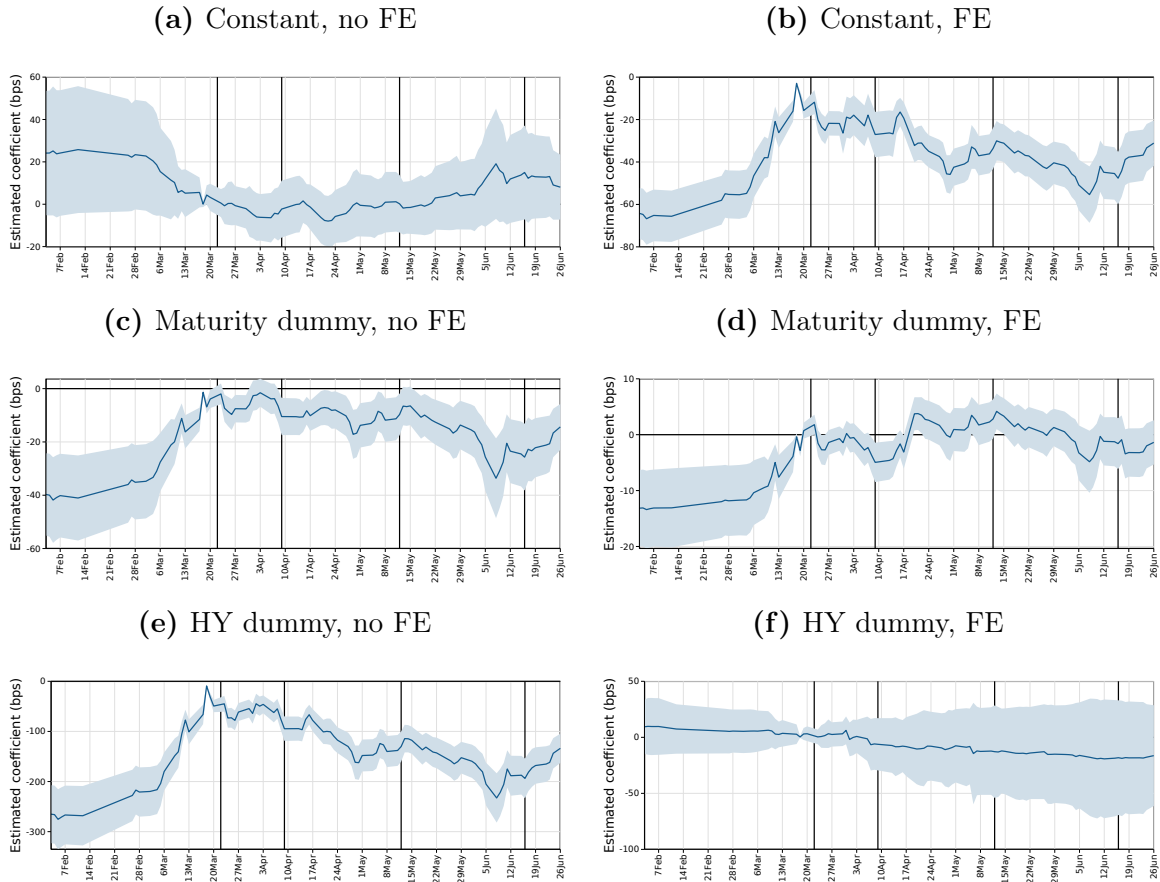 (a) Constant, no FE
(b) Constant, FE
Estimated coefficient (bps)
60
40
20
0
-20
7Feb 14Feb 21Feb 28Feb 6Mar 13Mar 20Mar 27Mar 3Apr 10Apr 17Apr 24Apr 1May 8May 15May 22May 29May 5Jun 12Jun 19Jun 26Jun
Estimated coefficient (bps)
0
-20
-40
-60
-80
7Feb 14Feb 21Feb 28Feb 6Mar 13Mar 20Mar 27Mar 3Apr 10Apr 17Apr 24Apr 1May 8May 15May 22May 29May 5Jun 12Jun 19Jun 26Jun
(c) Maturity dummy, no FE
(d) Maturity dummy, FE
Estimated coefficient (bps)
0
-20
-40
-60
7Feb 14Feb 21Feb 28Feb 6Mar 13Mar 20Mar 27Mar 3Apr 10Apr 17Apr 24Apr 1May 8May 15May 22May 29May 5Jun 12Jun 19Jun 26Jun
Estimated coefficient (bps)
10
0
-10
-20
7Feb 14Feb 21Feb 28Feb 6Mar 13Mar 20Mar 27Mar 3Apr 10Apr 17Apr 24Apr 1May 8May 15May 22May 29May 5Jun 12Jun 19Jun 26Jun
(e) HY dummy, no FE
(f) HY dummy, FE
Estimated coefficient (bps)
0
-100
-200
-300
7Feb 14Feb 21Feb 28Feb 6Mar 13Mar 20Mar 27Mar 3Apr 10Apr 17Apr 24Apr 1May 8May 15May 22May 29May 5Jun 12Jun 19Jun 26Jun
Estimated coefficient (bps)
50
0
-50
-100
7Feb 14Feb 21Feb 28Feb 6Mar 13Mar 20Mar 27Mar 3Apr 10Apr 17Apr 24Apr 1May 8May 15May 22May 29May 5Jun 12Jun 19Jun 26Jun